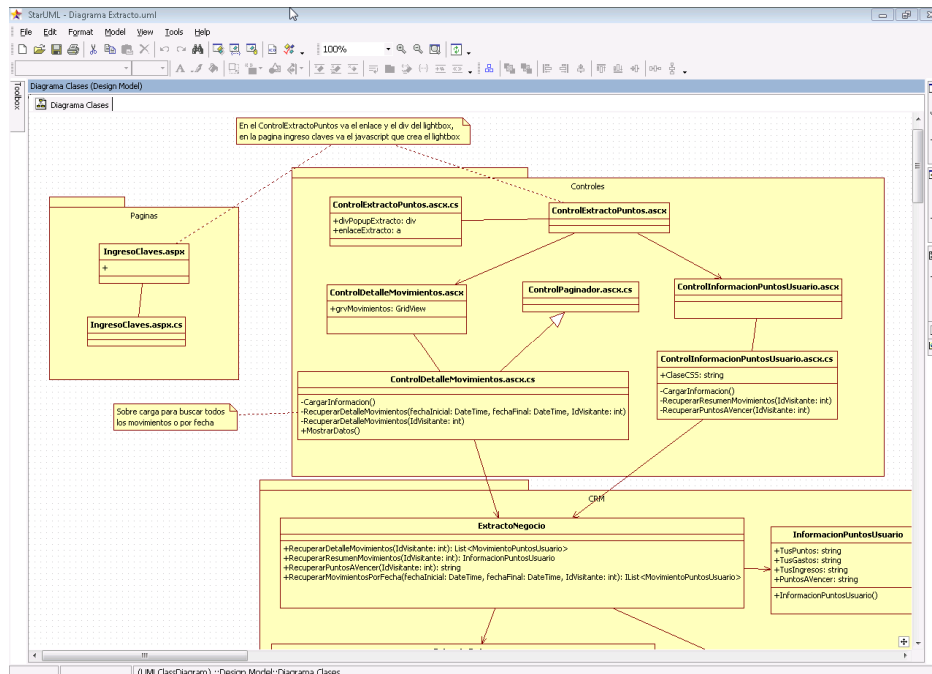 StarUML - Diagrama Extracto.uml
File Edit Format Model View Tools Help
100%
Toolbox
Diagrama Clases (Design Model)
Diagrama Clases
En el ControlExtractoPuntos va el enlace y el div del lightbox,
en la pagina ingreso claves va el javascript que crea el lightbox
Paginas
IngresoClaves.aspx
+
IngresoClaves.aspx.cs
Controles
ControlExtractoPuntos.ascx.cs
+divPopupExtracto: div
+enlaceExtracto: a
ControlExtractoPuntos.ascx
ControlDetalleMovimientos.ascx
+grvMovimientos: GridView
ControlPaginador.ascx.cs
ControlInformacionPuntosUsuario.ascx
ControlInformacionPuntosUsuario.ascx.cs
+ClaseCSS: string
-CargarInformacion()
-RecuperarResumenMovimientos(IdVisitante: int)
-RecuperarPuntosAVencer(IdVisitante: int)
ControlDetalleMovimientos.ascx.cs
-CargarInformacion()
-RecuperarDetalleMovimientos(fechaInicial: DateTime, fechaFinal: DateTime, IdVisitante: int)
-RecuperarDetalleMovimientos(IdVisitante: int)
+MostrarDatos()
Sobre carga para buscar todos
los movimientos o por fecha
CRM
ExtractoNegocio
+RecuperarDetalleMovimientos(IdVisitante: int): List<MovimientoPuntosUsuario>
+RecuperarResumenMovimientos(IdVisitante: int): InformacionPuntosUsuario
+RecuperarPuntosAVencer(IdVisitante: int): string
+RecuperarMovimientosPorFecha(fechaInicial: DateTime, fechaFinal: DateTime, IdVisitante: int): IList<MovimientoPuntosUsuario>
InformacionPuntosUsuario
+TusPuntos: string
+TusGastos: string
+TusIngresos: string
+PuntosAVencer: string
+InformacionPuntosUsuario()
(UMLClassDiagram) ::Design Model::Diagrama Clases